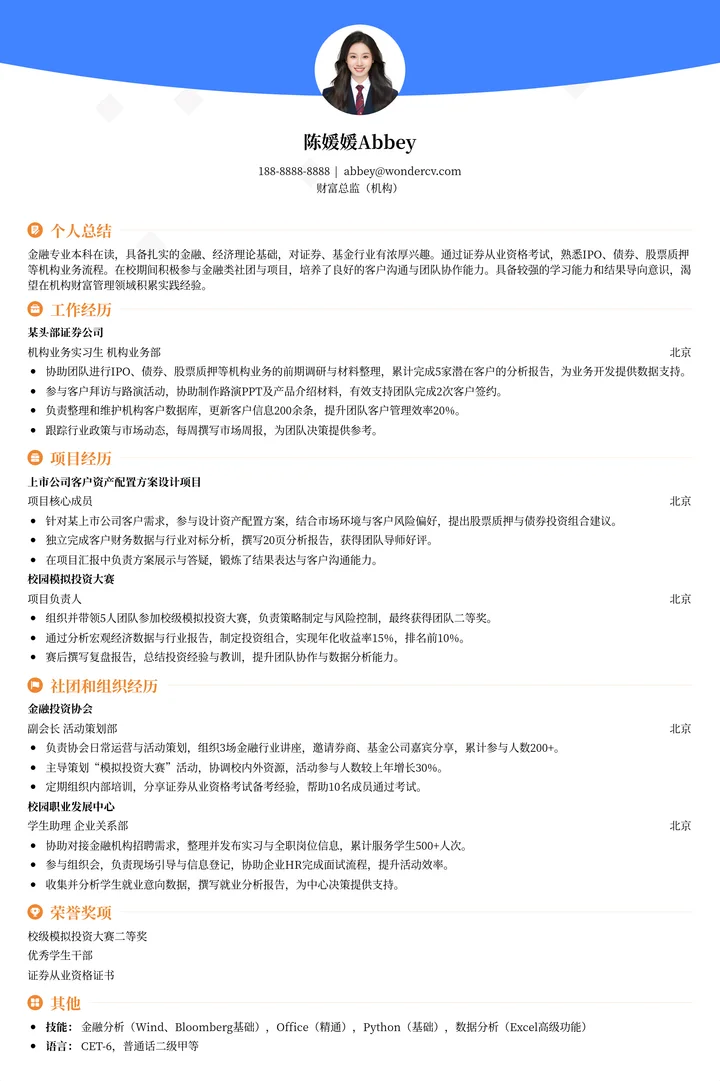 陈媛媛Abbey
188-8888-8888 | abbey@wondercv.com
财富总监（机构）
个人总结
金融专业本科在读，具备扎实的金融、经济理论基础，对证券、基金行业有浓厚兴趣。通过证券从业资格考试，熟悉IPO、债券、股票质押
等机构业务流程。在校期间积极参与金融类社团与项目，培养了良好的客户沟通与团队协作能力。具备较强的学习能力和结果导向意识，渴
望在机构财富管理领域积累实践经验。
工作经历
某头部证券公司
机构业务实习生 机构业务部 北京
• 协助团队进行IPO、债券、股票质押等机构业务的前期调研与材料整理，累计完成5家潜在客户的分析报告，为业务开发提供数据支持。
• 参与客户拜访与路演活动，协助制作路演PPT及产品介绍材料，有效支持团队完成2次客户签约。
• 负责整理和维护机构客户数据库，更新客户信息200余条，提升团队客户管理效率20%。
• 跟踪行业政策与市场动态，每周撰写市场周报，为团队决策提供参考。
项目经历
上市公司客户资产配置方案设计项目
项目核心成员 北京
• 针对某上市公司客户需求，参与设计资产配置方案，结合市场环境与客户风险偏好，提出股票质押与债券投资组合建议。
• 独立完成客户财务数据与行业对标分析，撰写20页分析报告，获得团队导师好评。
• 在项目汇报中负责方案展示与答疑，锻炼了结果表达与客户沟通能力。
校园模拟投资大赛
项目负责人 北京
• 组织并带领5人团队参加校级模拟投资大赛，负责策略制定与风险控制，最终获得团队二等奖。
• 通过分析宏观经济数据与行业报告，制定投资组合，实现年化收益率15%，排名前10%。
• 赛后撰写复盘报告，总结投资经验与教训，提升团队协作与数据分析能力。
社团和组织经历
金融投资协会
副会长 活动策划部 北京
• 负责协会日常运营与活动策划，组织3场金融行业讲座，邀请券商、基金公司嘉宾分享，累计参与人数200+。
• 主导策划“模拟投资大赛”活动，协调校内外资源，活动参与人数较上年增长30%。
• 定期组织内部培训，分享证券从业资格考试备考经验，帮助10名成员通过考试。
校园职业发展中心
学生助理 企业关系部 北京
• 协助对接金融机构招聘需求，整理并发布实习与全职岗位信息，累计服务学生500+人次。
• 参与组织会，负责现场引导与信息登记，协助企业HR完成面试流程，提升活动效率。
• 收集并分析学生就业意向数据，撰写就业分析报告，为中心决策提供支持。
荣誉奖项
校级模拟投资大赛二等奖
优秀学生干部
证券从业资格证书
其他
• 技能： 金融分析（Wind、Bloomberg基础），Office（精通），Python（基础），数据分析（Excel高级功能）
• 语言： CET-6，普通话二级甲等